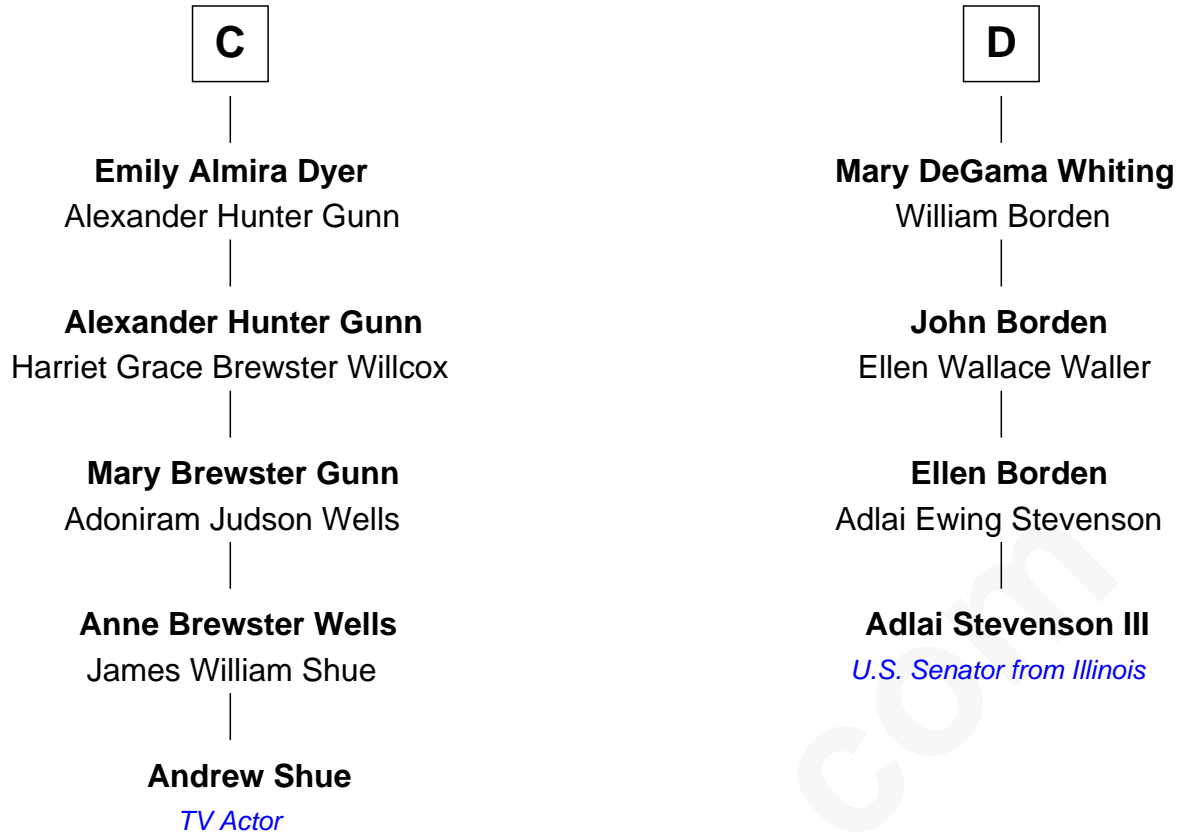 C
Emily Almira Dyer
Alexander Hunter Gunn
Alexander Hunter Gunn
Harriet Grace Brewster Willcox
Mary Brewster Gunn
Adoniram Judson Wells
Anne Brewster Wells
James William Shue
Andrew Shue
TV Actor
D
Mary DeGama Whiting
William Borden
John Borden
Ellen Wallace Waller
Ellen Borden
Adlai Ewing Stevenson
Adlai Stevenson III
U.S. Senator from Illinois
com